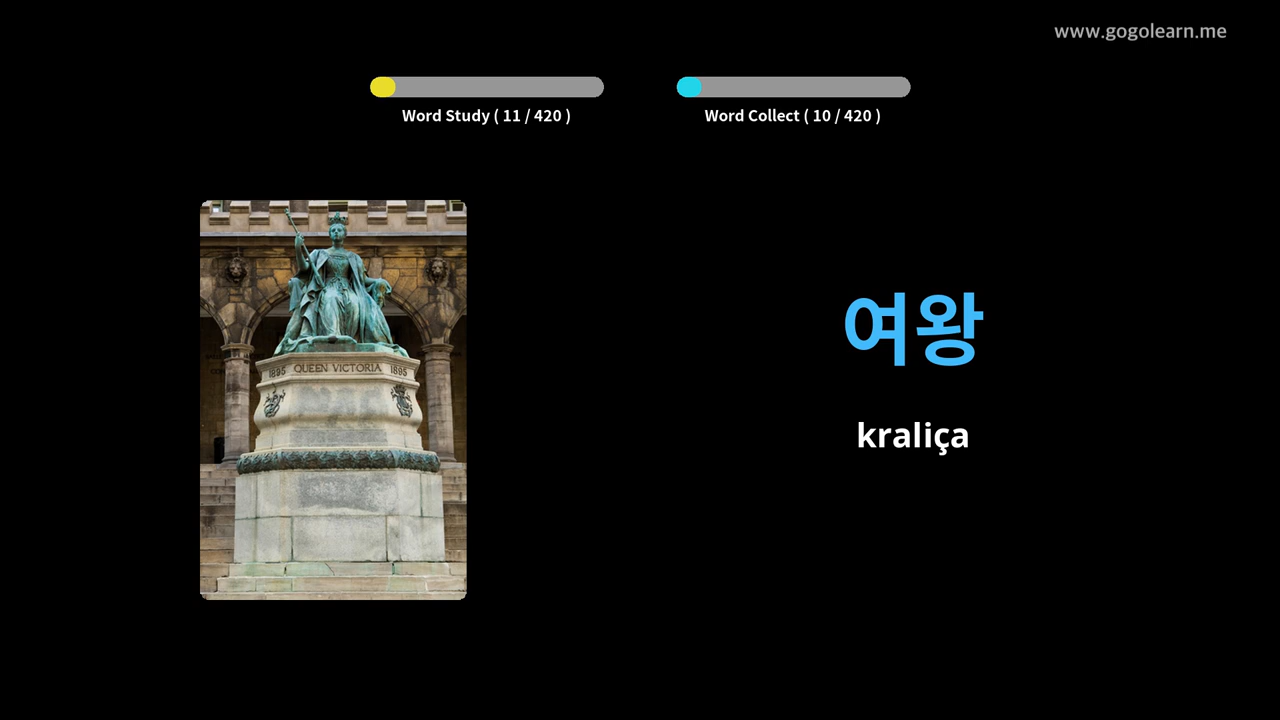 www.gogolearn.me
Word Study ( 11 / 420 )
Word Collect ( 10 / 420 )
1895 QUEEN VICTORIA 1895
여왕
kraliça